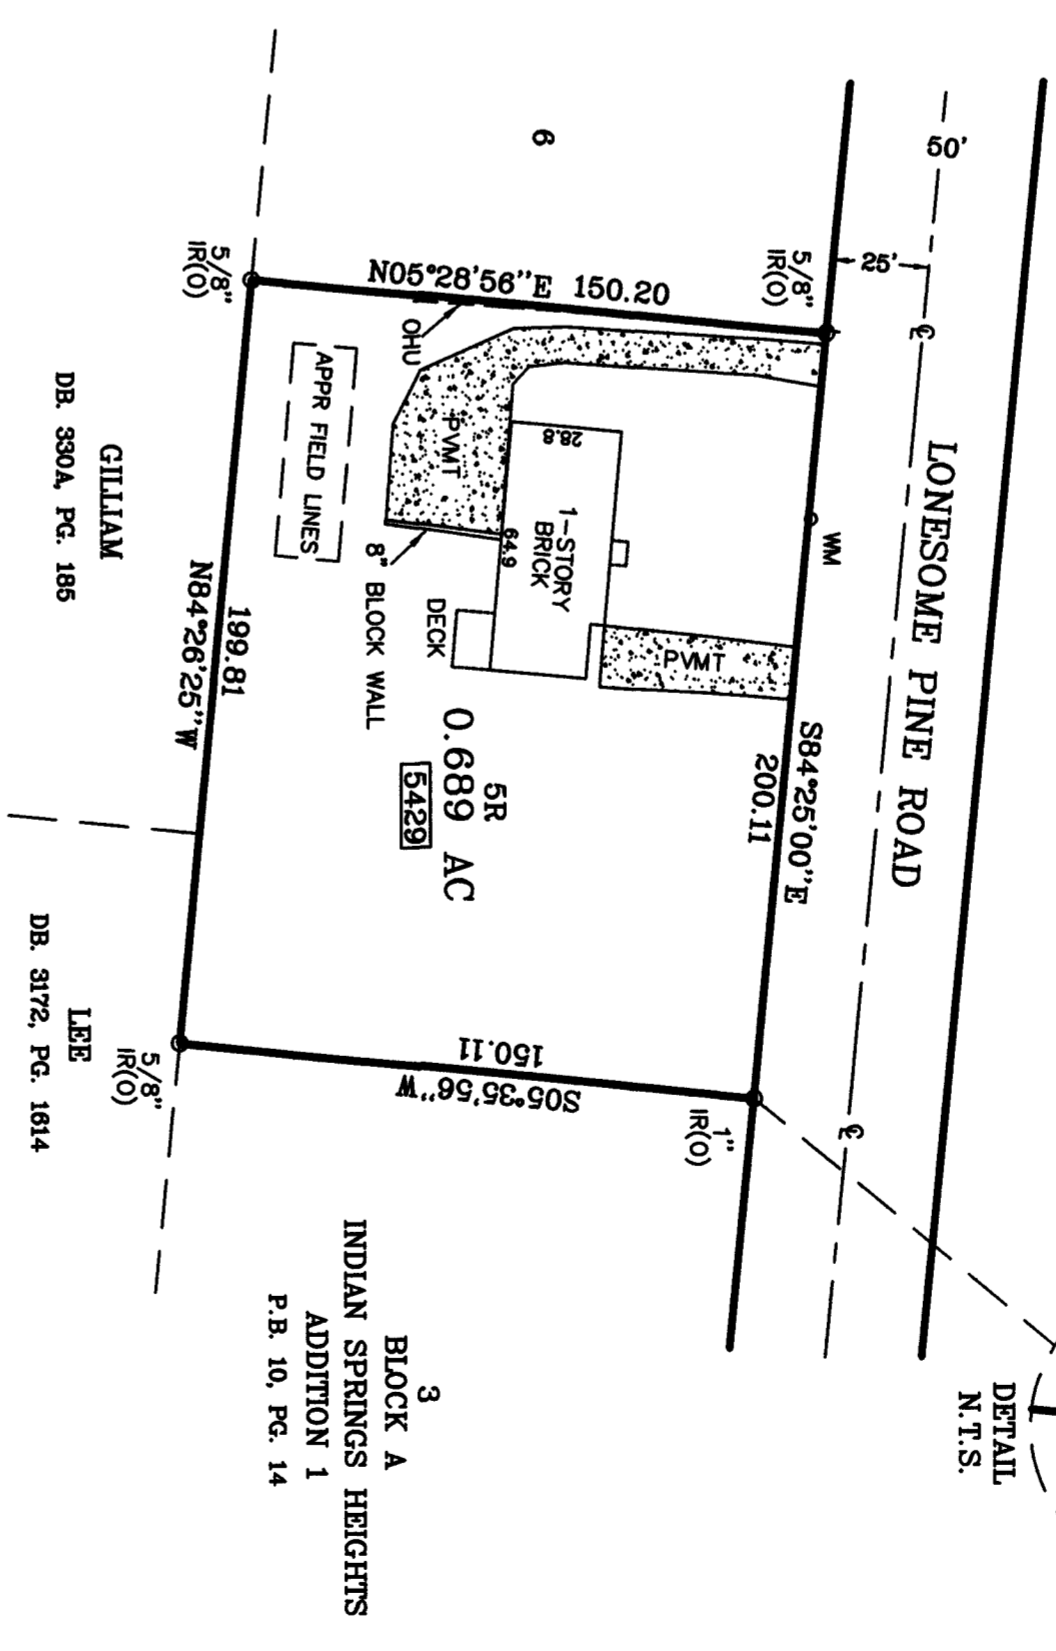 50'
25'
℄
LONESOME PINE ROAD
℄
6
5/8"
IR(O)
WM
S84°25'00"E
200.11
1"
IR(O)
DETAIL
N.T.S.
N05°28'56"E 150.20
PVMT
28.8
1-STORY
BRICK
64.9
OHU
PVMT
8" BLOCK WALL
DECK
5R
0.689 AC
5429
150.11
S05°35'56"W
APPR FIELD LINES
5/8"
IR(O)
199.81
N84°26'25"W
5/8"
IR(O)
GILLIAM
DB. 330A, PG. 185
LEE
DB. 3172, PG. 1614
3
BLOCK A
INDIAN SPRINGS HEIGHTS
ADDITION 1
P.B. 10, PG. 14